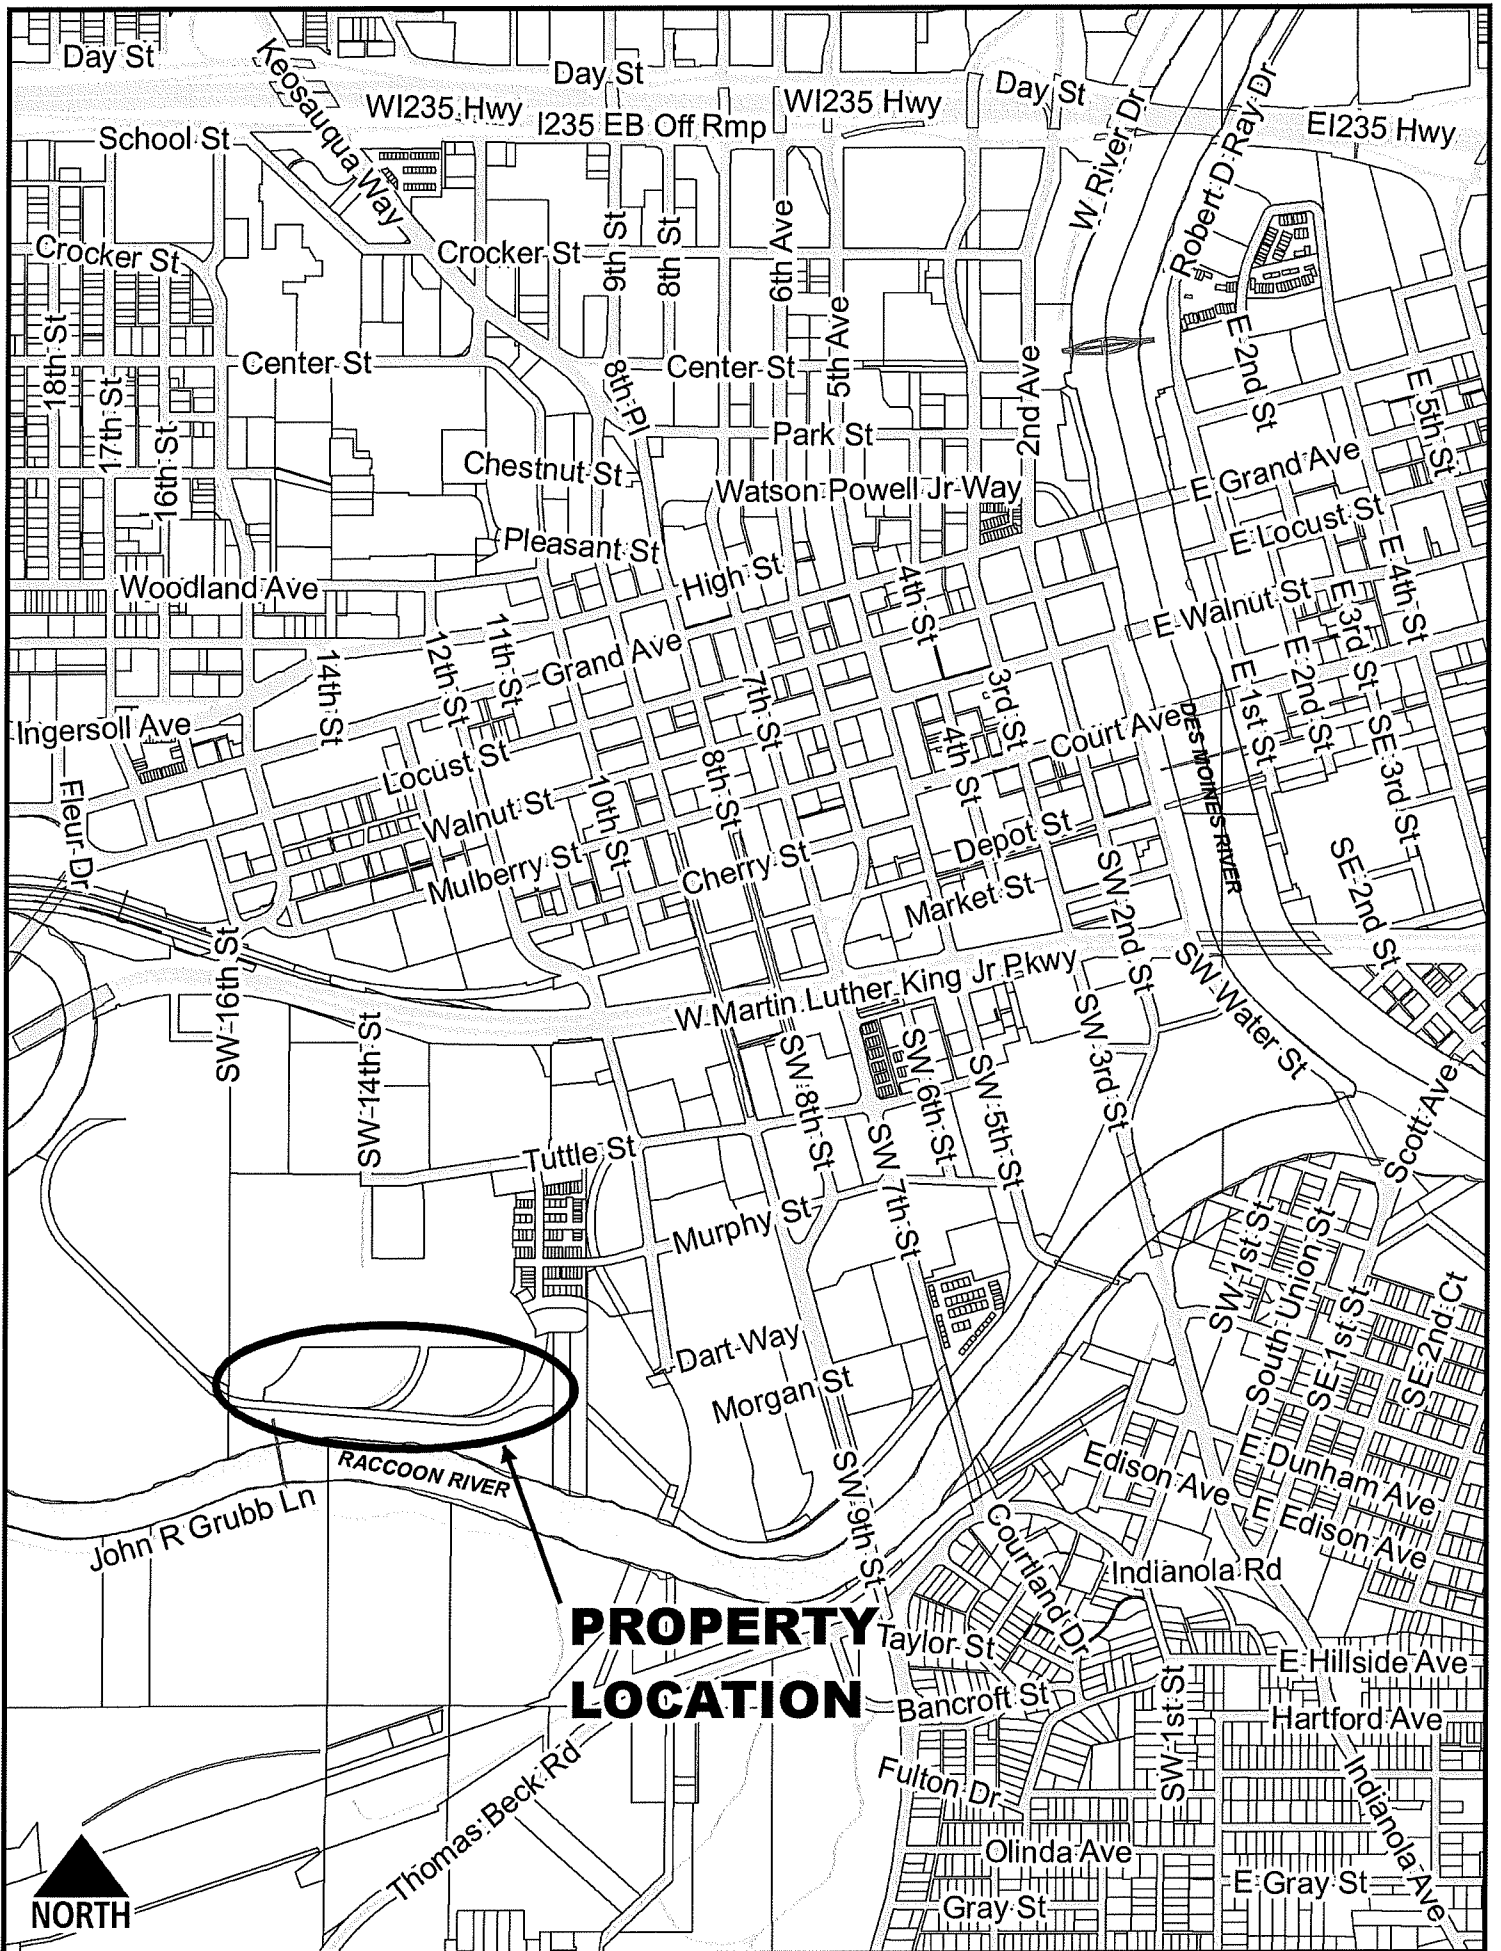 Day St
Keosauqua Way
Day St
WI235 Hwy
I235 EB Off Rmp
WI235 Hwy
Day St
W River Dr
Robert D Ray Dr
EI235 Hwy
School St
Crocker St
Crocker St
9th St
8th St
6th Ave
5th Ave
18th St
17th St
16th St
Center St
8th Pl
Center St
2nd Ave
E 2nd St
E 5th St
Park St
Chestnut St
Watson Powell Jr Way
E Grand Ave
E Locust St
Pleasant St
Woodland Ave
High St
4th St
E Walnut St
E 3rd St
E 4th St
12th St
11th St
14th St
Grand Ave
7th St
3rd St
E 1st St
E 2nd St
SE 3rd St
Ingersoll Ave
Locust St
8th St
4th St
Court Ave
DES MOINES RIVER
Fleur Dr
Walnut St
10th St
Mulberry St
Cherry St
Depot St
Market St
SW 2nd St
SE 2nd St
SW 16th St
SW 14th St
W Martin Luther King Jr Pkwy
SW Water St
SW 8th St
SW 6th St
SW 5th St
SW 3rd St
Scott Ave
Tuttle St
SW 7th St
Murphy St
SW 1st St
South Union St
SE 1st St
SE 2nd Ct
Dart Way
Morgan St
RACCOON RIVER
John R Grubb Ln
SW 9th St
Edison Ave
E Dunham Ave
E Edison Ave
Courtland Dr
Indianola Rd
PROPERTY
LOCATION
Taylor St
E Hillside Ave
Bancroft St
SW 1st St
Hartford Ave
Thomas Beck Rd
Fulton Dr
Indianola Ave
Olinda Ave
E Gray St
Gray St
NORTH